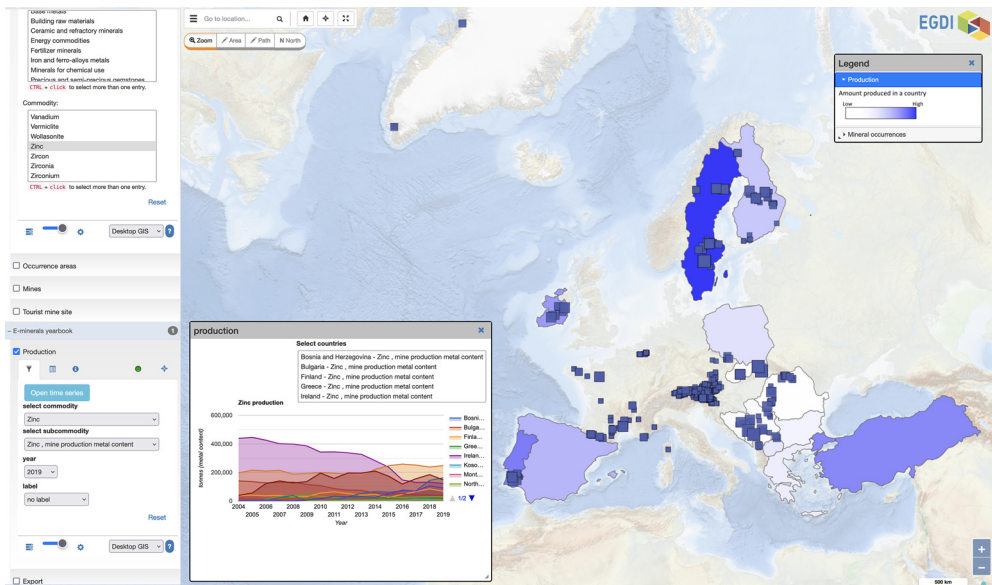 Base metals
Building raw materials
Ceramic and refractory minerals
Energy commodities
Fertilizer minerals
Iron and ferro-alloys metals
Minerals for chemical use
Precious and semi-precious gemstones
CTRL + click to select more than one entry.
Commodity:
Vanadium
Vermiclite
Wollasonite
Zinc
Zircon
Zirconia
Zirconium
CTRL + click to select more than one entry.
Reset
Desktop GIS ?
Occurrence areas
Mines
Tourist mine site
– E-minerals yearbook 1
Production
Open time series
select commodity
Zinc
select subcommodity
Zinc , mine production metal content
year
2019
label
no label
Reset
Desktop GIS ?
Export
Go to location...
Zoom Area Path N North
EGDI
Legend ×
Production
Amount produced in a country
Low High
Mineral occurrences
production ×
Select countries
Bosnia and Herzegovina - Zinc , mine production metal content
Bulgaria - Zinc , mine production metal content
Finland - Zinc , mine production metal content
Greece - Zinc , mine production metal content
Ireland - Zinc , mine production metal content
Zinc production
tonnes (metal content)
600,000
400,000
200,000
0
2004 2006 2008 2010 2012 2014 2016 2018
2005 2007 2009 2011 2013 2015 2017 2019
Year
Bosni...
Bulga...
Finla...
Gree...
Irelan...
Koso...
Mont...
North...
1/2
+
–
500 km